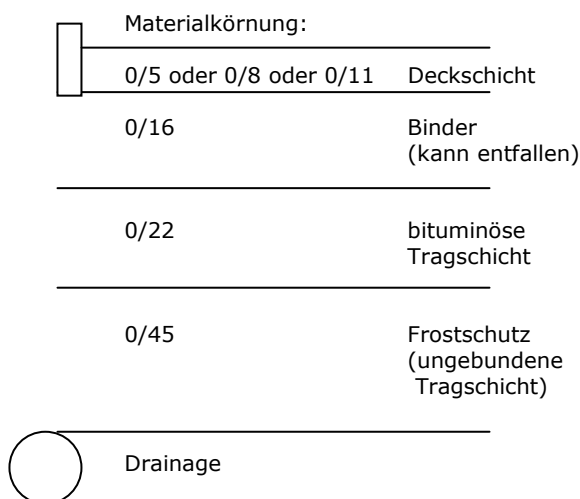 Materialkörnung:
0/5 oder 0/8 oder 0/11 Deckschicht
0/16 Binder
(kann entfallen)
0/22 bituminöse
Tragschicht
0/45 Frostschutz
(ungebundene
Tragschicht)
Drainage